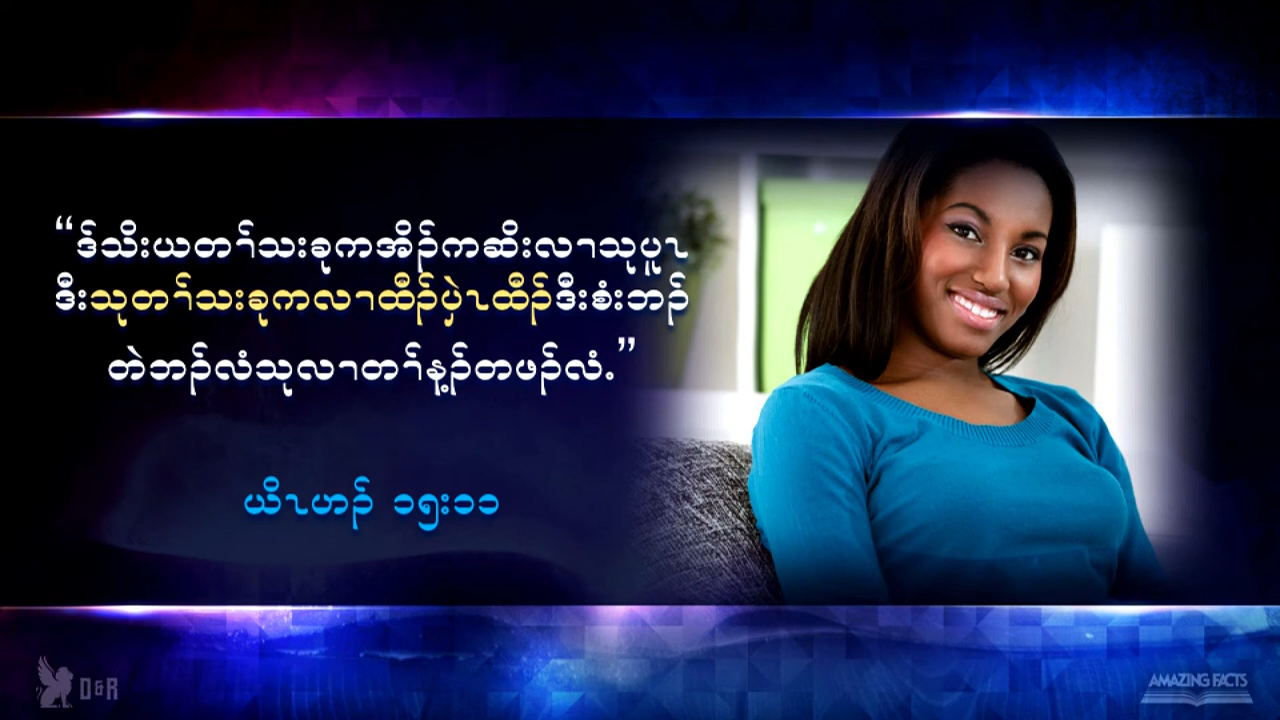 “ဒ်သိးယတၢ်သးခုကအိၣ်ကဆိးလၢသုပူၤ
ဒီးသုတၢ်သးခုကလၢထီၣ်ပှဲၤထီၣ်ဒီးစံးဘၣ်
တဲဘၣ်လံသုလၢတၢ်န့ၣ်တဖၣ်လံ.”
ယိၤဟၣ် ၁၅း၁၁
D&R
AMAZING FACTS